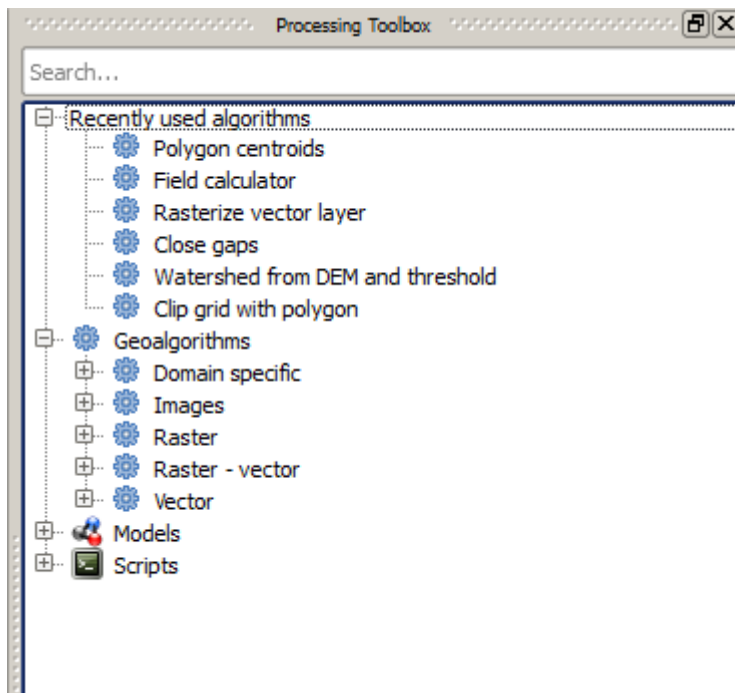 Processing Toolbox
Search...
Recently used algorithms
Polygon centroids
Field calculator
Rasterize vector layer
Close gaps
Watershed from DEM and threshold
Clip grid with polygon
Geoalgorithms
Domain specific
Images
Raster
Raster - vector
Vector
Models
Scripts